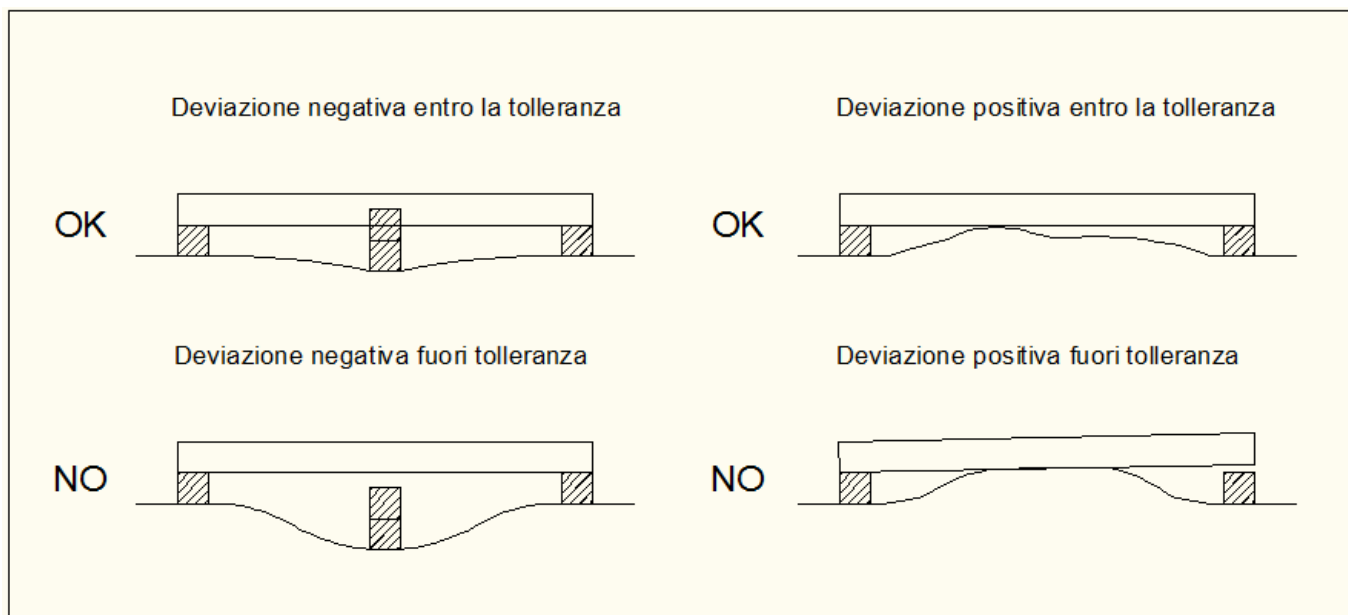 Deviazione negativa entro la tolleranza
Deviazione positiva entro la tolleranza
OK
OK
Deviazione negativa fuori tolleranza
Deviazione positiva fuori tolleranza
NO
NO